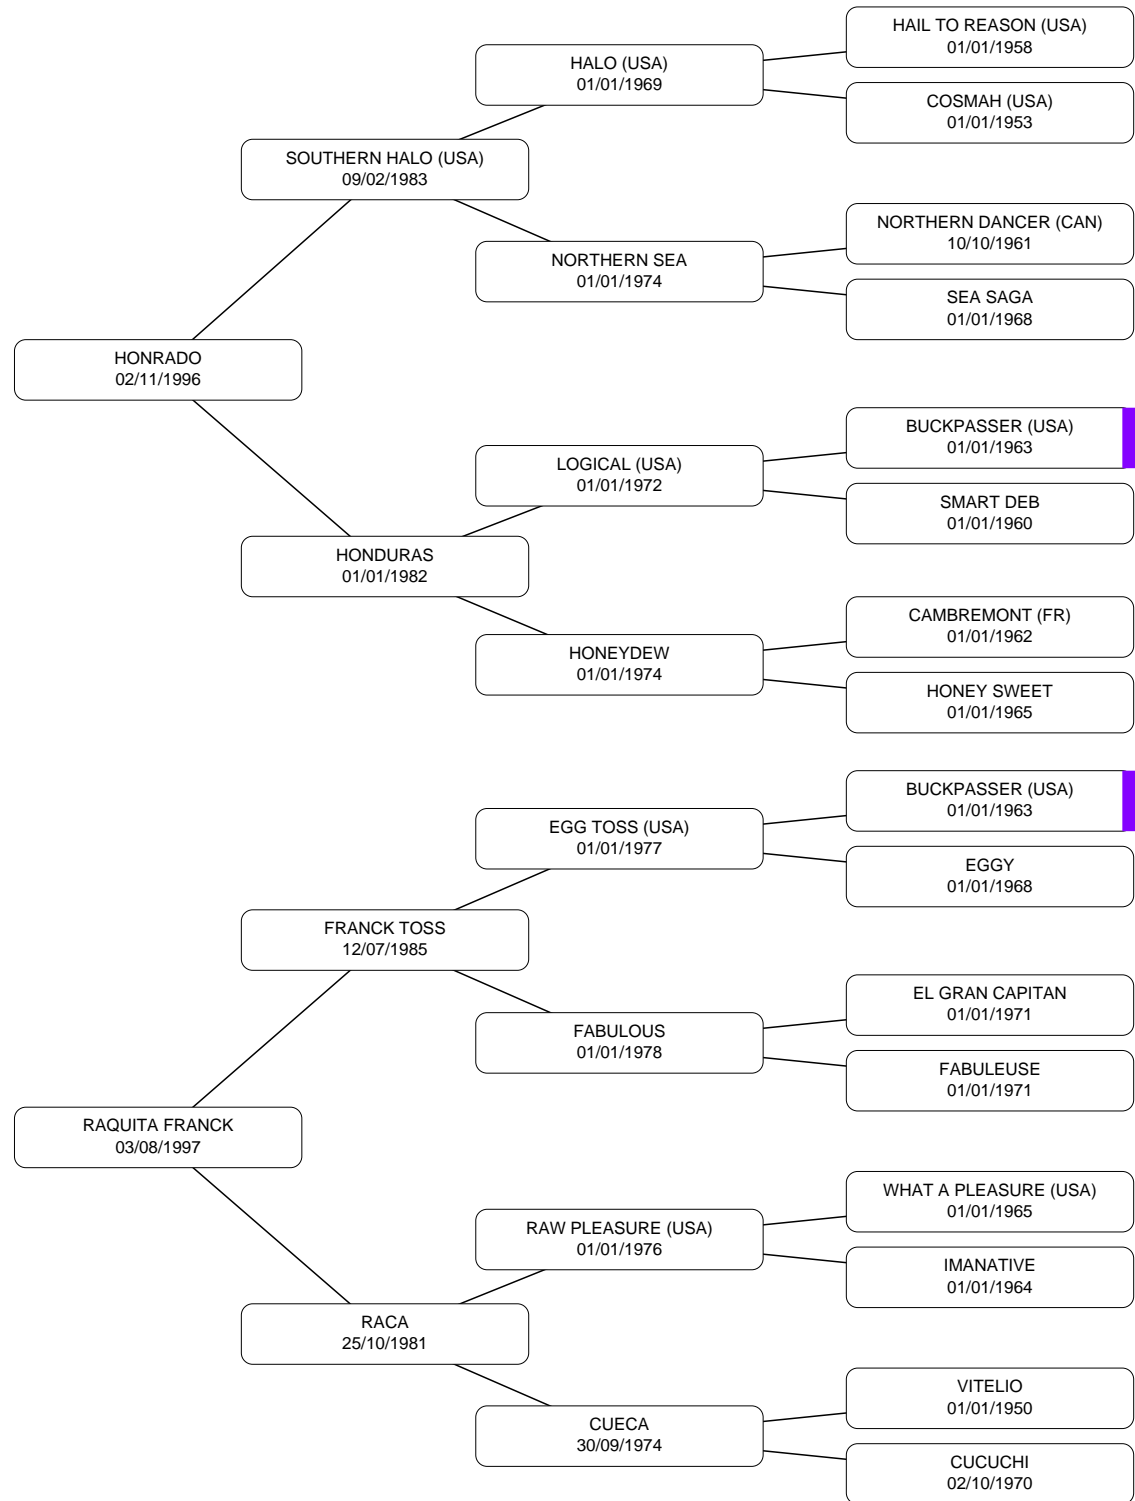 HAIL TO REASON (USA)
01/01/1958
HALO (USA)
01/01/1969
COSMAH (USA)
01/01/1953
SOUTHERN HALO (USA)
09/02/1983
NORTHERN DANCER (CAN)
10/10/1961
NORTHERN SEA
01/01/1974
SEA SAGA
01/01/1968
HONRADO
02/11/1996
BUCKPASSER (USA)
01/01/1963
LOGICAL (USA)
01/01/1972
SMART DEB
01/01/1960
HONDURAS
01/01/1982
CAMBREMONT (FR)
01/01/1962
HONEYDEW
01/01/1974
HONEY SWEET
01/01/1965
BUCKPASSER (USA)
01/01/1963
EGG TOSS (USA)
01/01/1977
EGGY
01/01/1968
FRANCK TOSS
12/07/1985
EL GRAN CAPITAN
01/01/1971
FABULOUS
01/01/1978
FABULEUSE
01/01/1971
RAQUITA FRANCK
03/08/1997
WHAT A PLEASURE (USA)
01/01/1965
RAW PLEASURE (USA)
01/01/1976
IMANATIVE
01/01/1964
RACA
25/10/1981
VITELIO
01/01/1950
CUECA
30/09/1974
CUCUCHI
02/10/1970